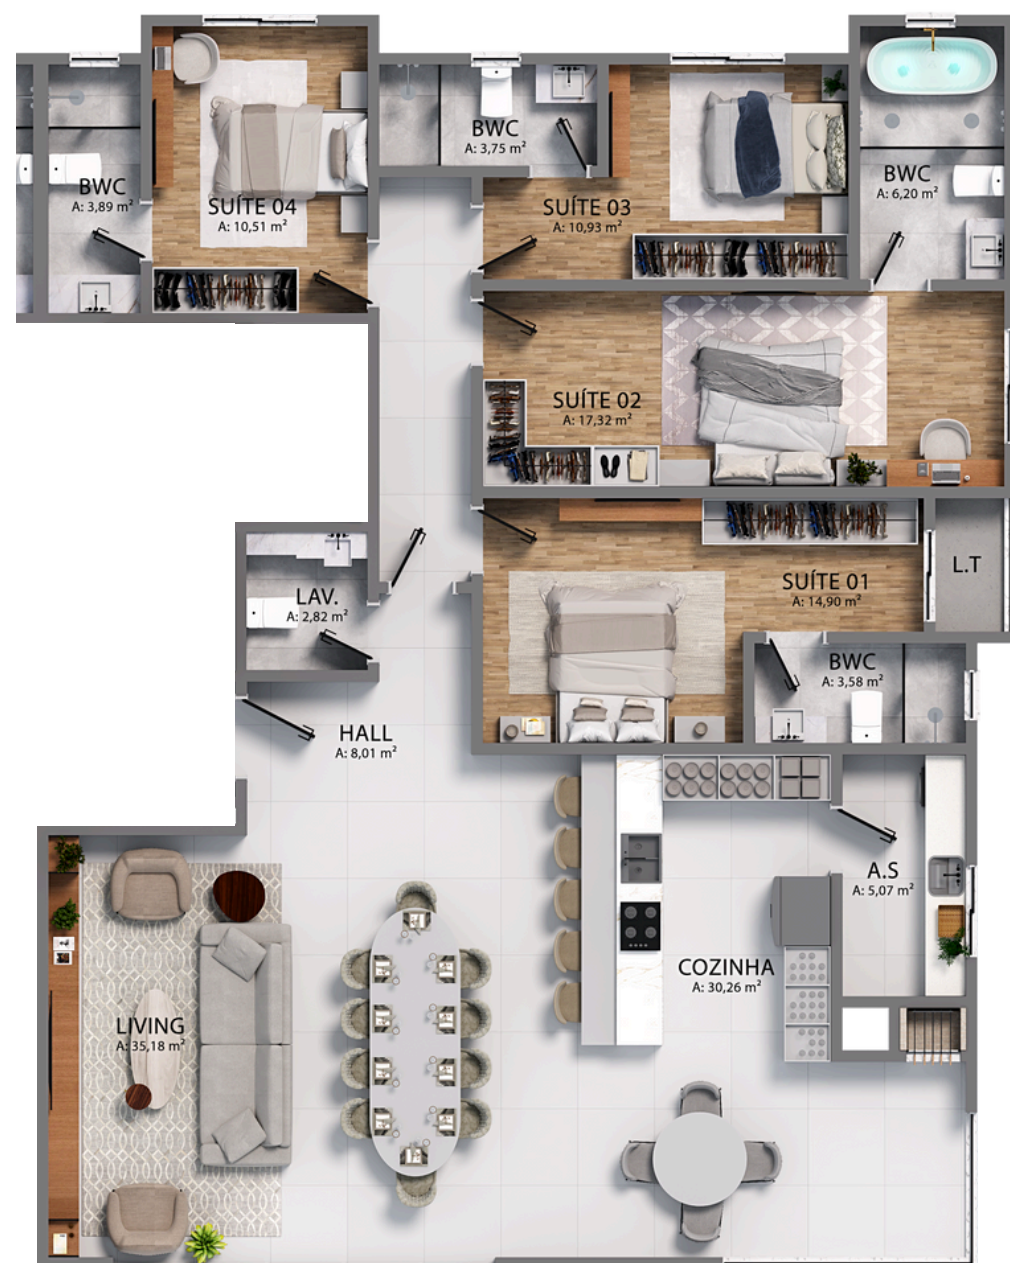 BWC
A: 3,75 m²
BWC
A: 3,89 m²
SUÍTE 04
A: 10,51 m²
SUÍTE 03
A: 10,93 m²
BWC
A: 6,20 m²
SUÍTE 02
A: 17,32 m²
L.T
SUÍTE 01
A: 14,90 m²
LAV.
A: 2,82 m²
BWC
A: 3,58 m²
HALL
A: 8,01 m²
A.S
A: 5,07 m²
COZINHA
A: 30,26 m²
LIVING
A: 35,18 m²